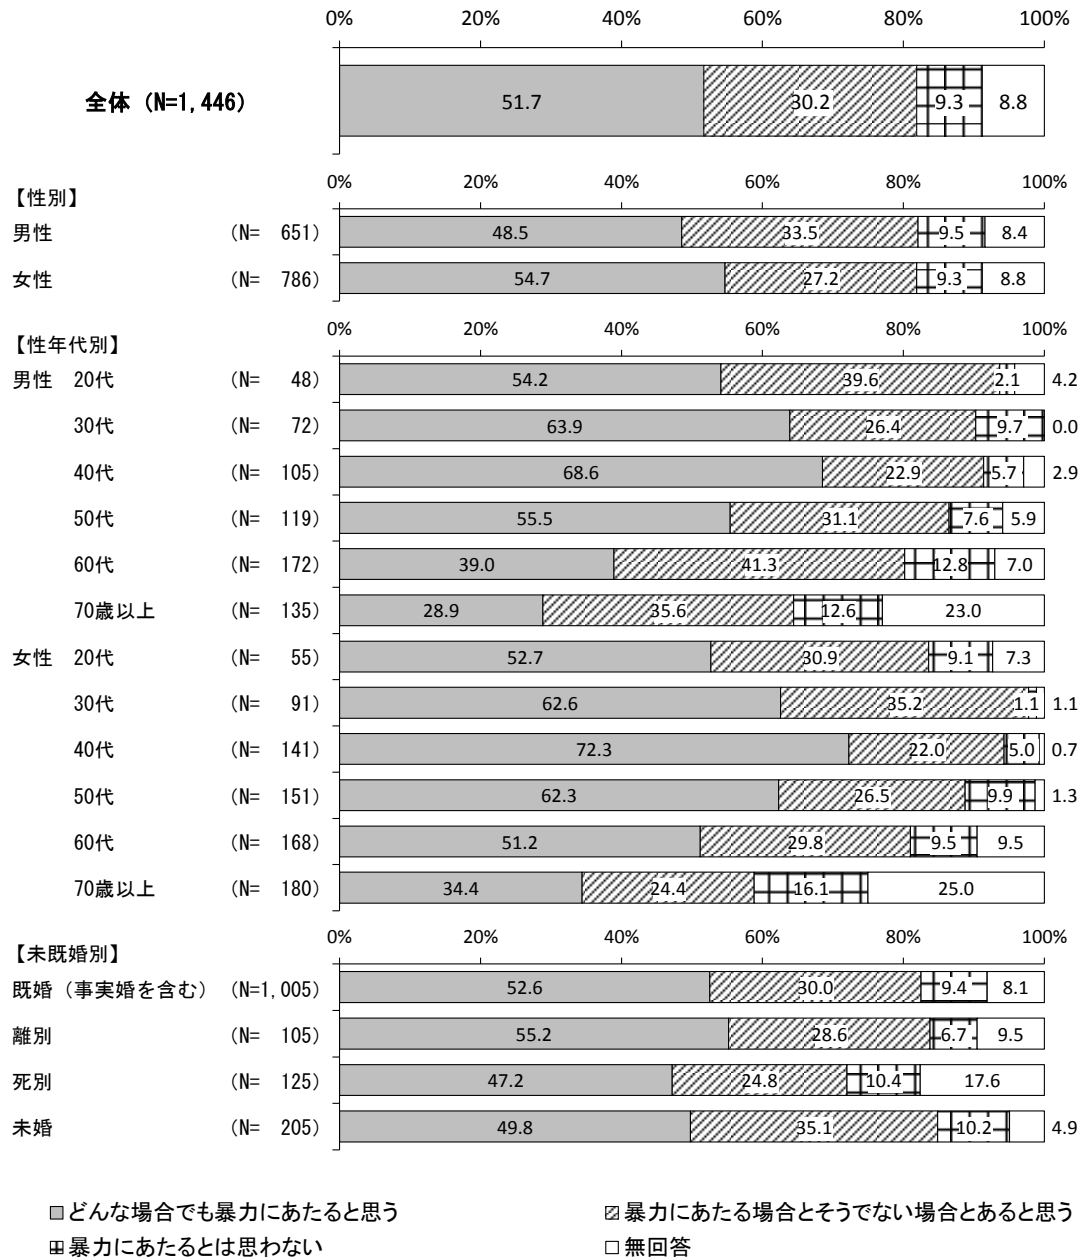 0% 20% 40% 60% 80% 100%
全体（N=1,446） 51.7 30.2 9.3 8.8
0% 20% 40% 60% 80% 100%
【性別】
男性 （N= 651） 48.5 33.5 9.5 8.4
女性 （N= 786） 54.7 27.2 9.3 8.8
0% 20% 40% 60% 80% 100%
【性年代別】
男性 20代 （N= 48） 54.2 39.6 2.1 4.2
30代 （N= 72） 63.9 26.4 9.7 0.0
40代 （N= 105） 68.6 22.9 5.7 2.9
50代 （N= 119） 55.5 31.1 7.6 5.9
60代 （N= 172） 39.0 41.3 12.8 7.0
70歳以上 （N= 135） 28.9 35.6 12.6 23.0
女性 20代 （N= 55） 52.7 30.9 9.1 7.3
30代 （N= 91） 62.6 35.2 1.1 1.1
40代 （N= 141） 72.3 22.0 5.0 0.7
50代 （N= 151） 62.3 26.5 9.9 1.3
60代 （N= 168） 51.2 29.8 9.5 9.5
70歳以上 （N= 180） 34.4 24.4 16.1 25.0
0% 20% 40% 60% 80% 100%
【未既婚別】
既婚（事実婚を含む） （N=1,005） 52.6 30.0 9.4 8.1
離別 （N= 105） 55.2 28.6 6.7 9.5
死別 （N= 125） 47.2 24.8 10.4 17.6
未婚 （N= 205） 49.8 35.1 10.2 4.9
どんな場合でも暴力にあたると思う 暴力にあたる場合とそうでない場合とあると思う
暴力にあたるとは思わない 無回答